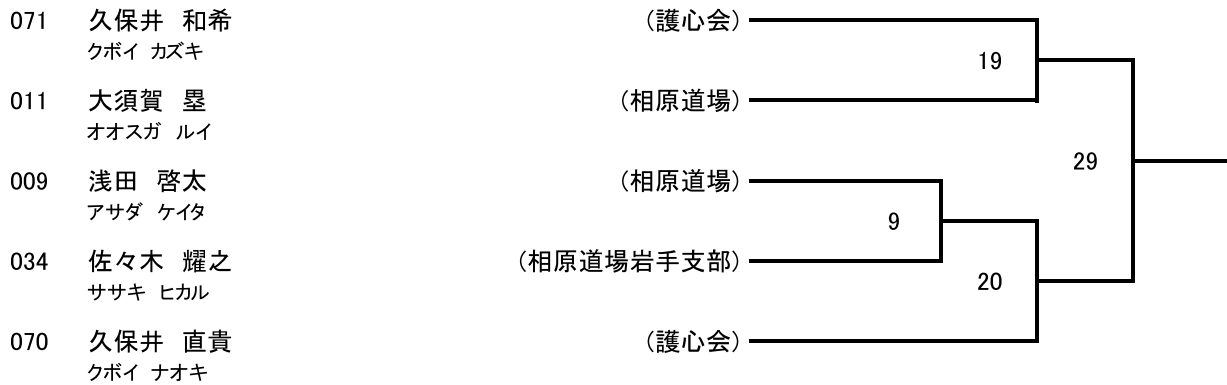 071 久保井 和希 (護心会)
クボイ カズキ
19
011 大須賀 塁 (相原道場)
オオスガ ルイ
29
009 浅田 啓太 (相原道場)
アサダ ケイタ
9
034 佐々木 耀之 (相原道場岩手支部)
ササキ ヒカル
20
070 久保井 直貴 (護心会)
クボイ ナオキ